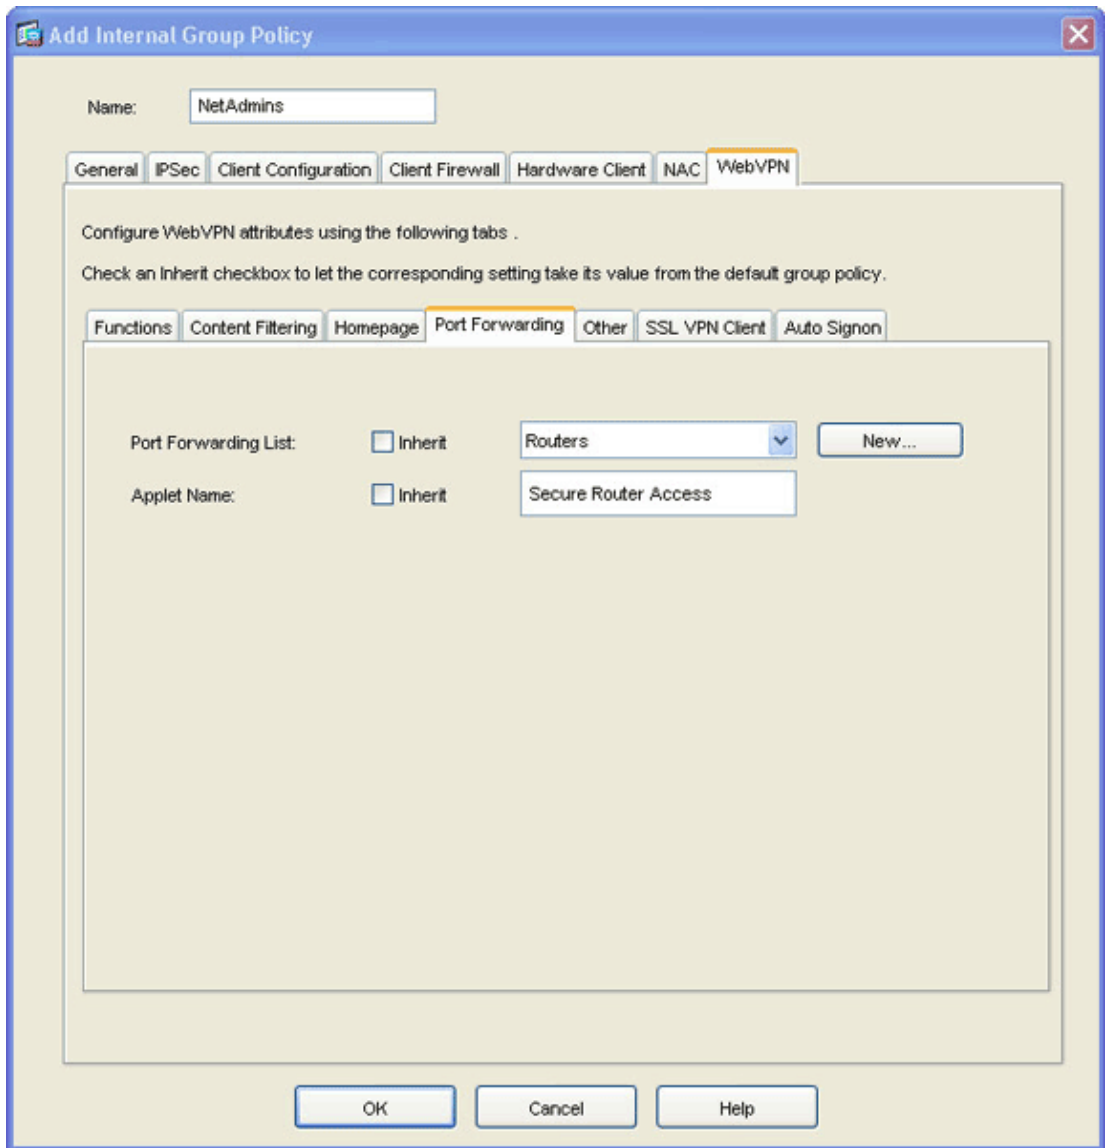 Add Internal Group Policy
Name: NetAdmins
General IPSec Client Configuration Client Firewall Hardware Client NAC WebVPN
Configure WebVPN attributes using the following tabs .
Check an Inherit checkbox to let the corresponding setting take its value from the default group policy.
Functions Content Filtering Homepage Port Forwarding Other SSL VPN Client Auto Signon
Port Forwarding List: Inherit Routers New...
Applet Name: Inherit Secure Router Access
OK Cancel Help